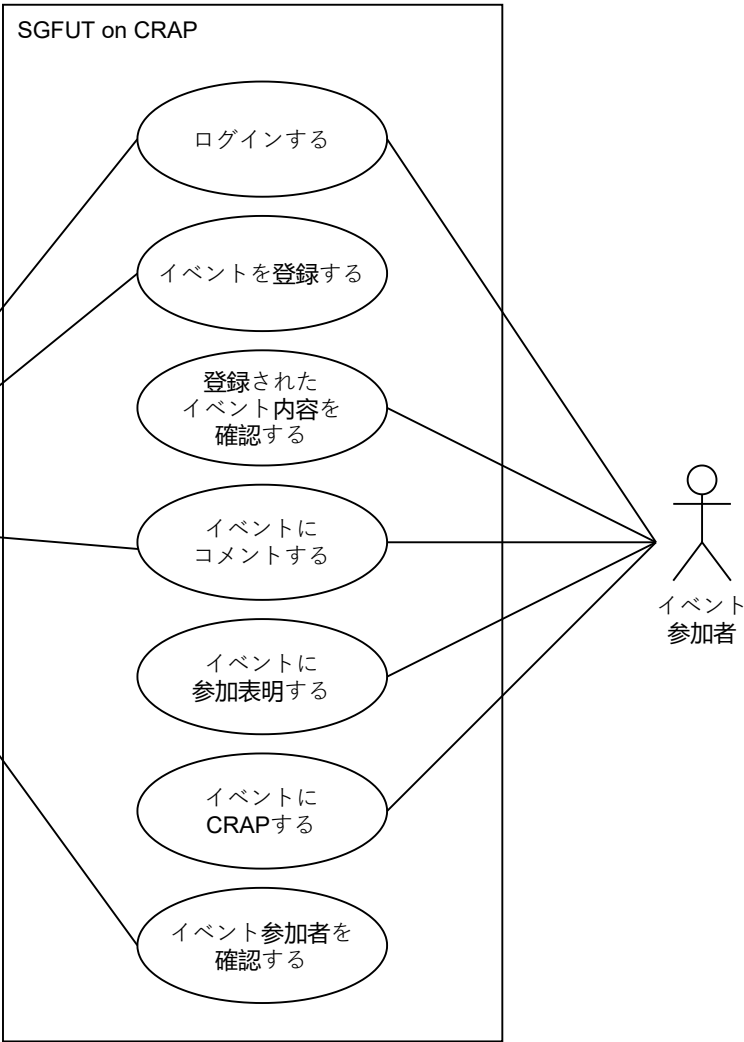 SGFUT on CRAP
ログインする
イベントを登録する
登録された
イベント内容を
確認する
イベントに
コメントする
イベントに
参加表明する
イベントに
CRAPする
イベント参加者を
確認する
イベント
参加者